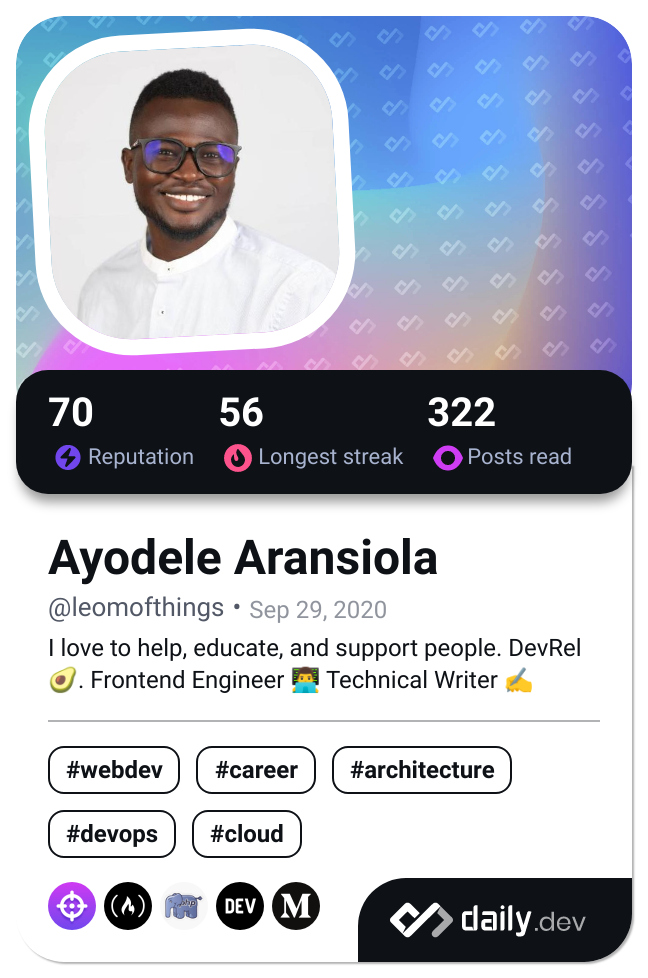 70 56 322
Reputation Longest streak Posts read
Ayodele Aransiola
@leomofthings • Sep 29, 2020
I love to help, educate, and support people. DevRel
🥑. Frontend Engineer 👨‍💻 Technical Writer ✍️
#webdev #career #architecture
#devops #cloud
php DEV M
daily.dev